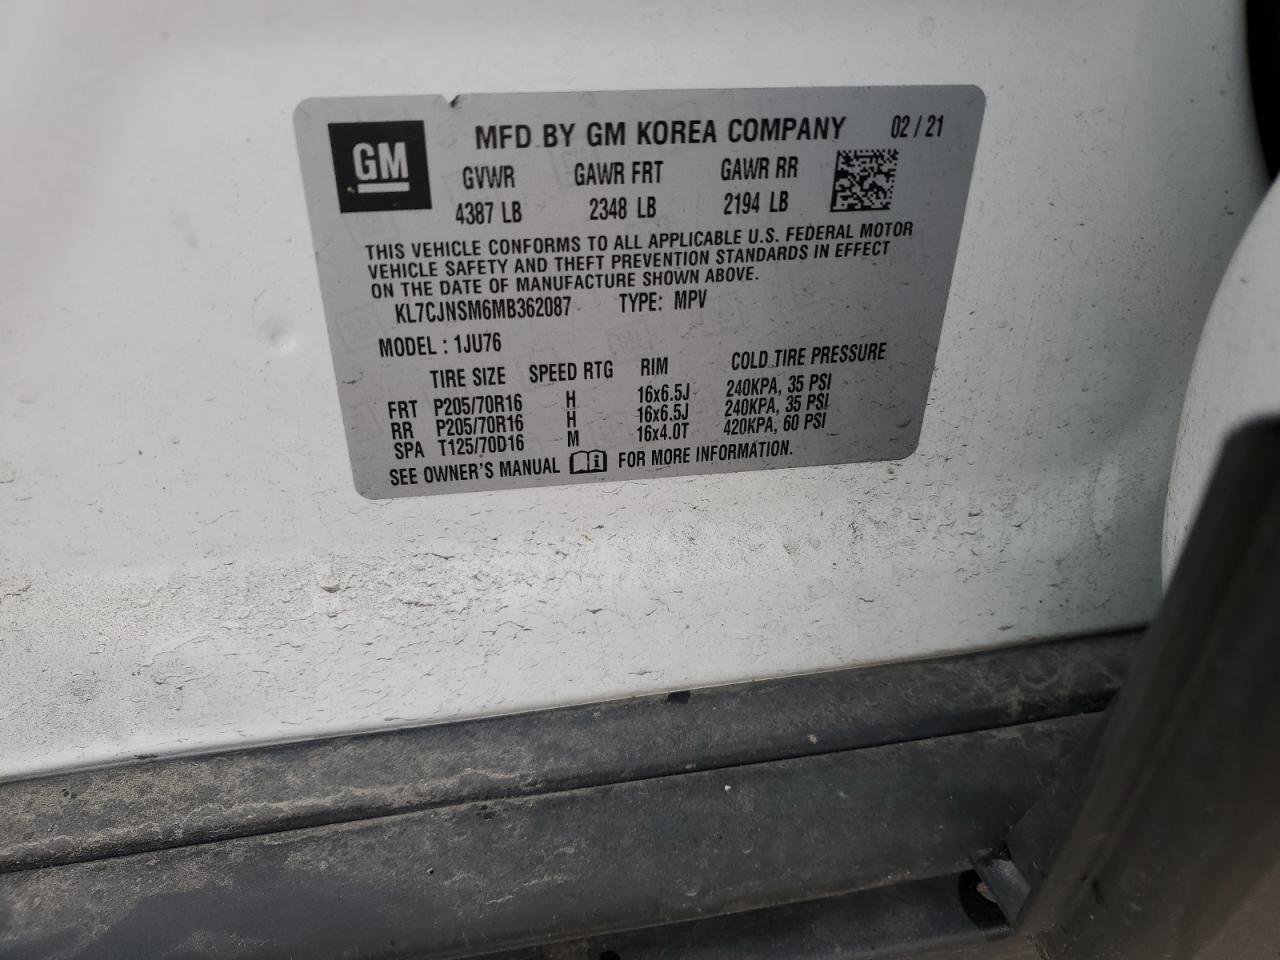 GM
MFD BY GM KOREA COMPANY 02 / 21
GVWR GAWR FRT GAWR RR
4387 LB 2348 LB 2194 LB
THIS VEHICLE CONFORMS TO ALL APPLICABLE U.S. FEDERAL MOTOR
VEHICLE SAFETY AND THEFT PREVENTION STANDARDS IN EFFECT
ON THE DATE OF MANUFACTURE SHOWN ABOVE.
KL7CJNSM6MB362087 TYPE: MPV
MODEL : 1JU76
TIRE SIZE SPEED RTG RIM COLD TIRE PRESSURE
FRT P205/70R16 H 16x6.5J 240KPA, 35 PSI
RR P205/70R16 H 16x6.5J 240KPA, 35 PSI
SPA T125/70D16 M 16x4.0T 420KPA, 60 PSI
SEE OWNER'S MANUAL i FOR MORE INFORMATION.